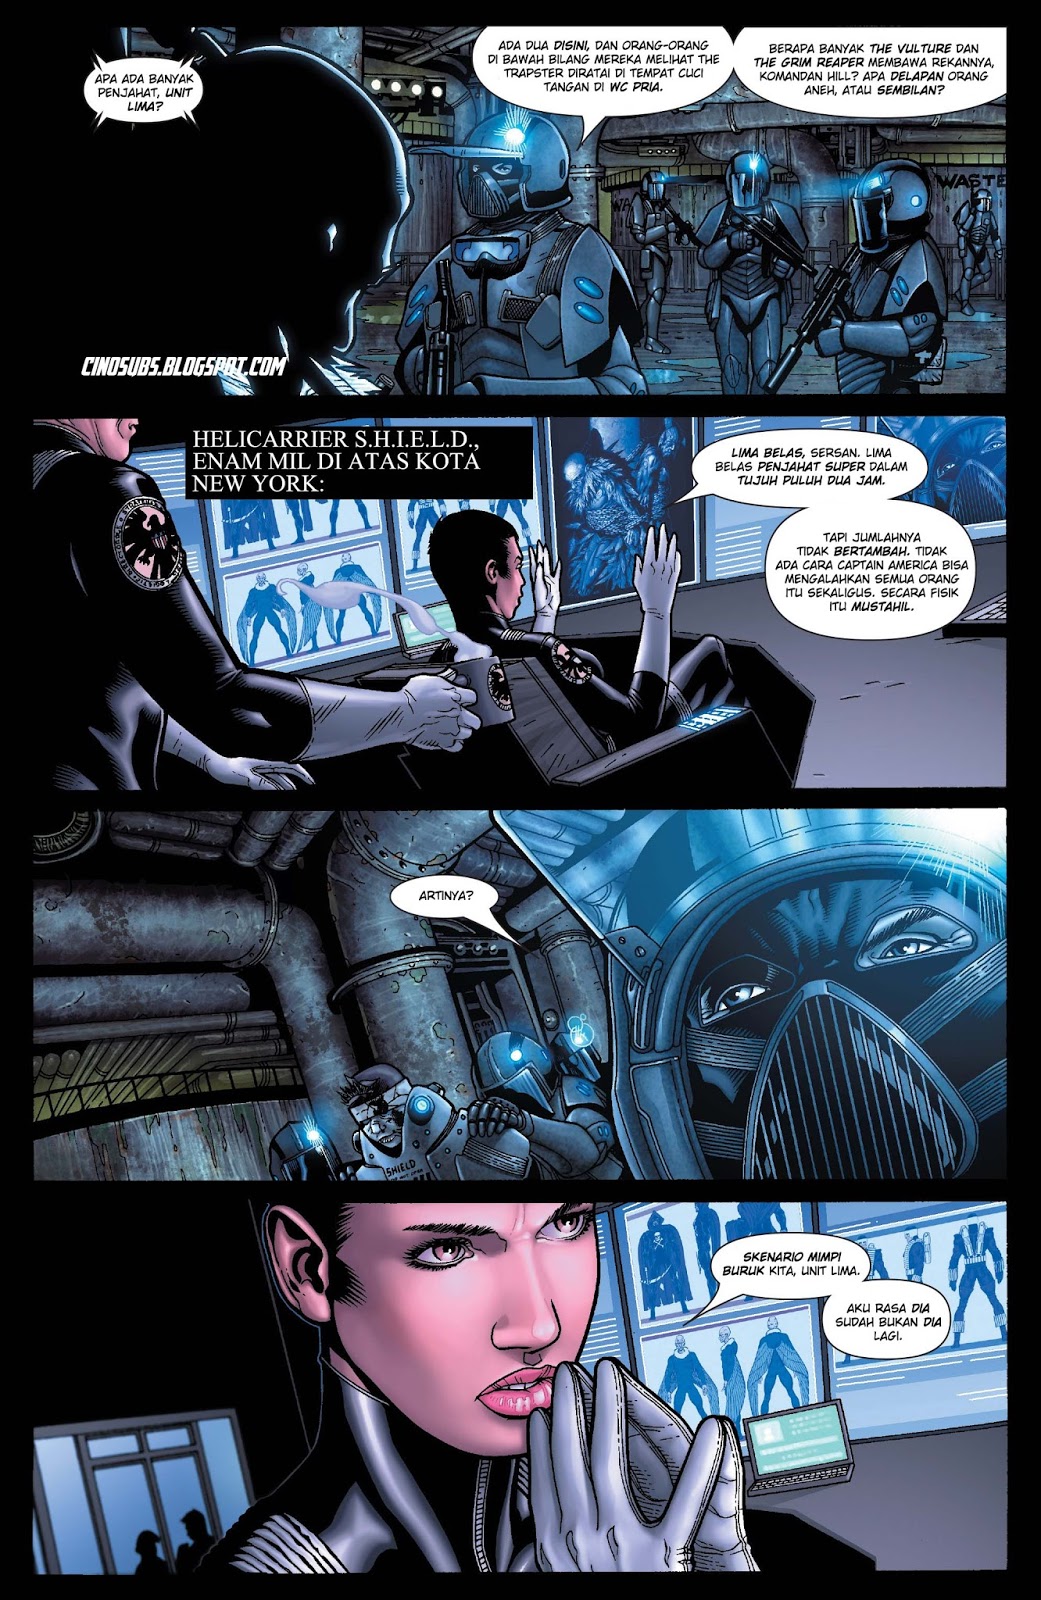 APA ADA BANYAK
PENJAHAT, UNIT
LIMA?
ADA DUA DISINI, DAN ORANG-ORANG
DI BAWAH BILANG MEREKA MELIHAT THE
TRAPSTER DIRATAI DI TEMPAT CUCI
TANGAN DI WC PRIA.
BERAPA BANYAK THE VULTURE DAN
THE GRIM REAPER MEMBAWA REKANNYA,
KOMANDAN HILL? APA DELAPAN ORANG
ANEH, ATAU SEMBILAN?
WASTE
CINOSUBS.BLOGSPOT.COM
HELICARRIER S.H.I.E.L.D.,
ENAM MIL DI ATAS KOTA
NEW YORK:
LIMA BELAS, SERSAN. LIMA
BELAS PENJAHAT SUPER DALAM
TUJUH PULUH DUA JAM.
TAPI JUMLAHNYA
TIDAK BERTAMBAH. TIDAK
ADA CARA CAPTAIN AMERICA BISA
MENGALAHKAN SEMUA ORANG
ITU SEKALIGUS. SECARA FISIK
ITU MUSTAHIL.
ARTINYA?
SHIELD
SKENARIO MIMPI
BURUK KITA, UNIT LIMA.
AKU RASA DIA
SUDAH BUKAN DIA
LAGI.